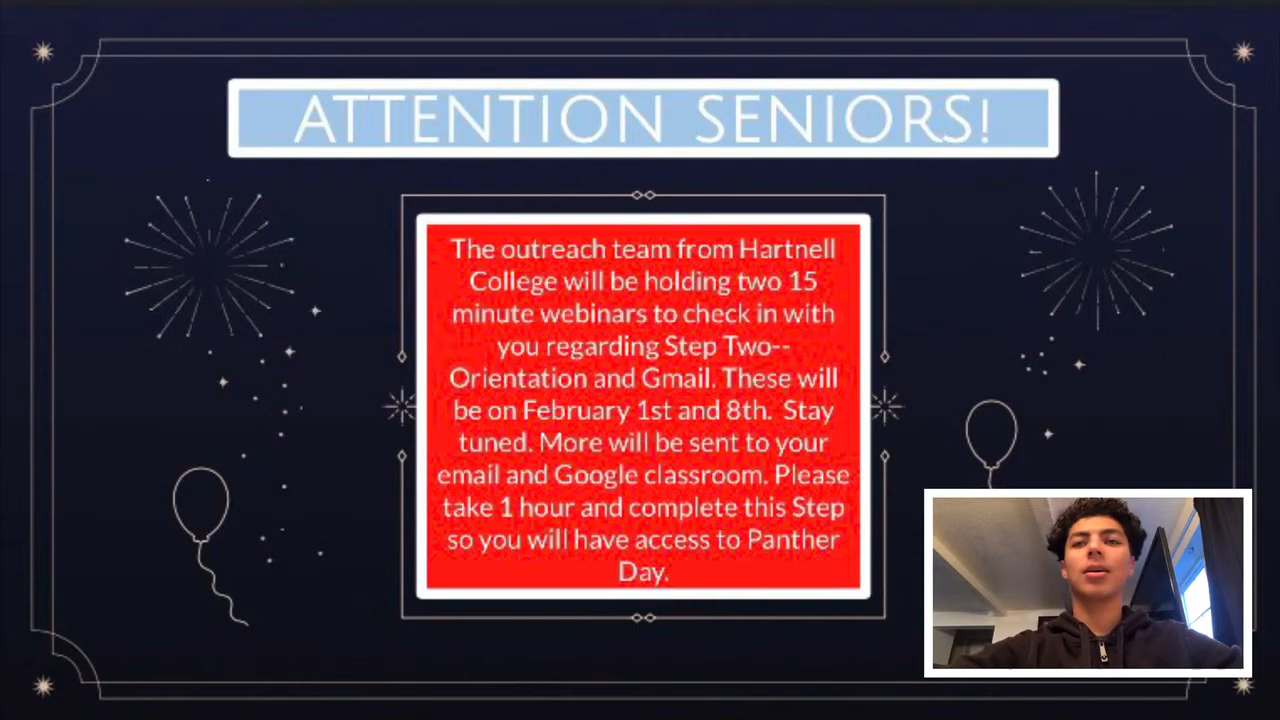 ATTENTION SENIORS!
The outreach team from Hartnell
College will be holding two 15
minute webinars to check in with
you regarding Step Two--
Orientation and Gmail. These will
be on February 1st and 8th.  Stay
tuned. More will be sent to your
email and Google classroom. Please
take 1 hour and complete this Step
so you will have access to Panther
Day.